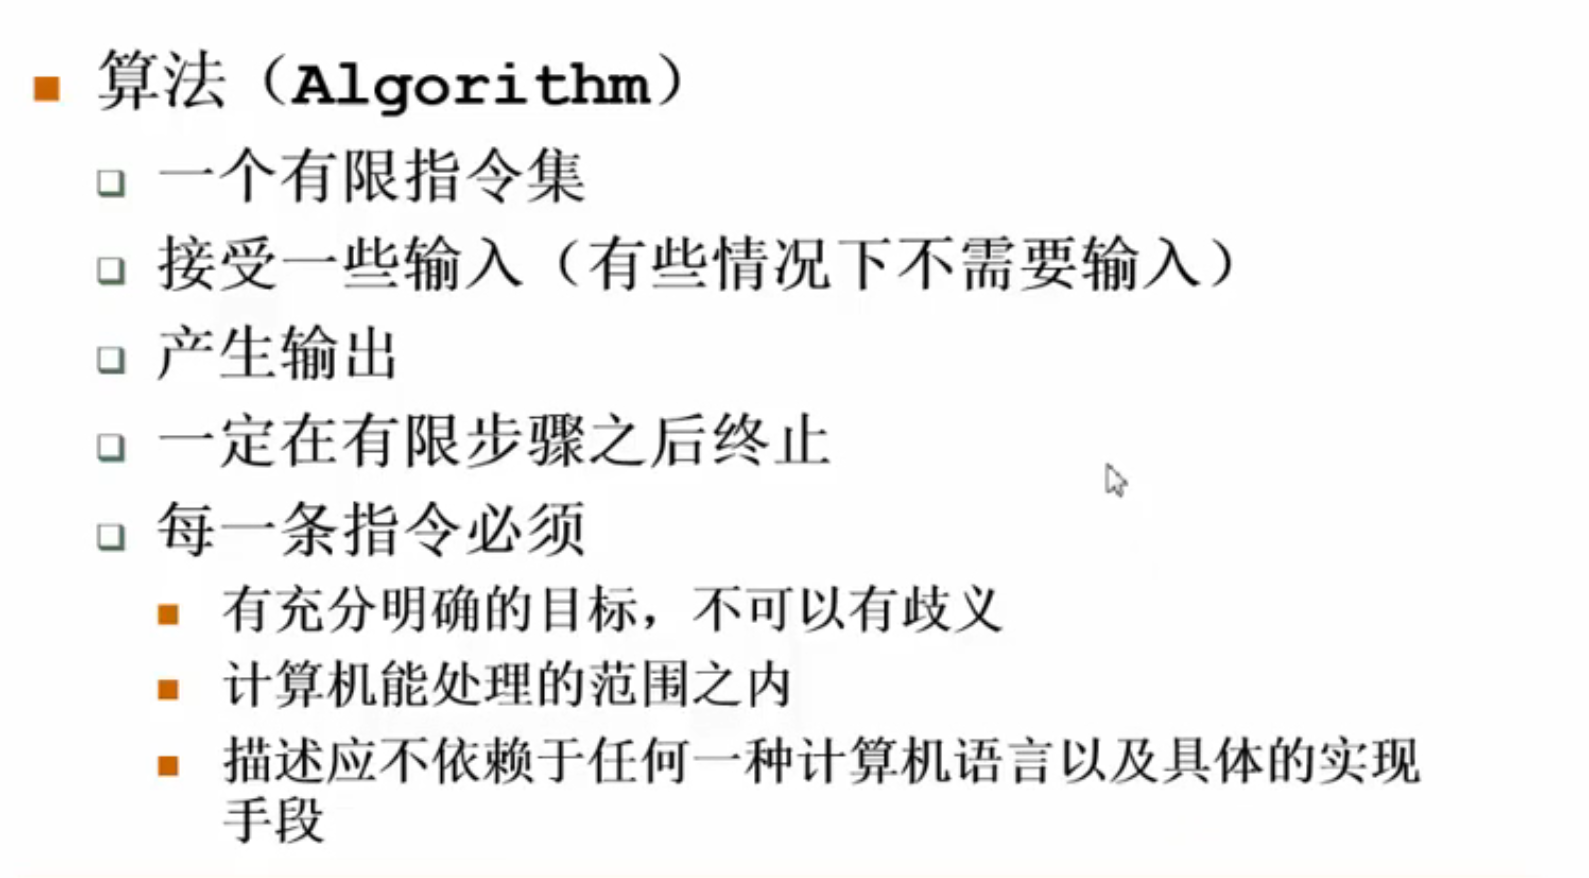 算法（Algorithm）
一个有限指令集
接受一些输入（有些情况下不需要输入）
产生输出
一定在有限步骤之后终止
每一条指令必须
有充分明确的目标，不可以有歧义
计算机能处理的范围之内
描述应不依赖于任何一种计算机语言以及具体的实现
手段